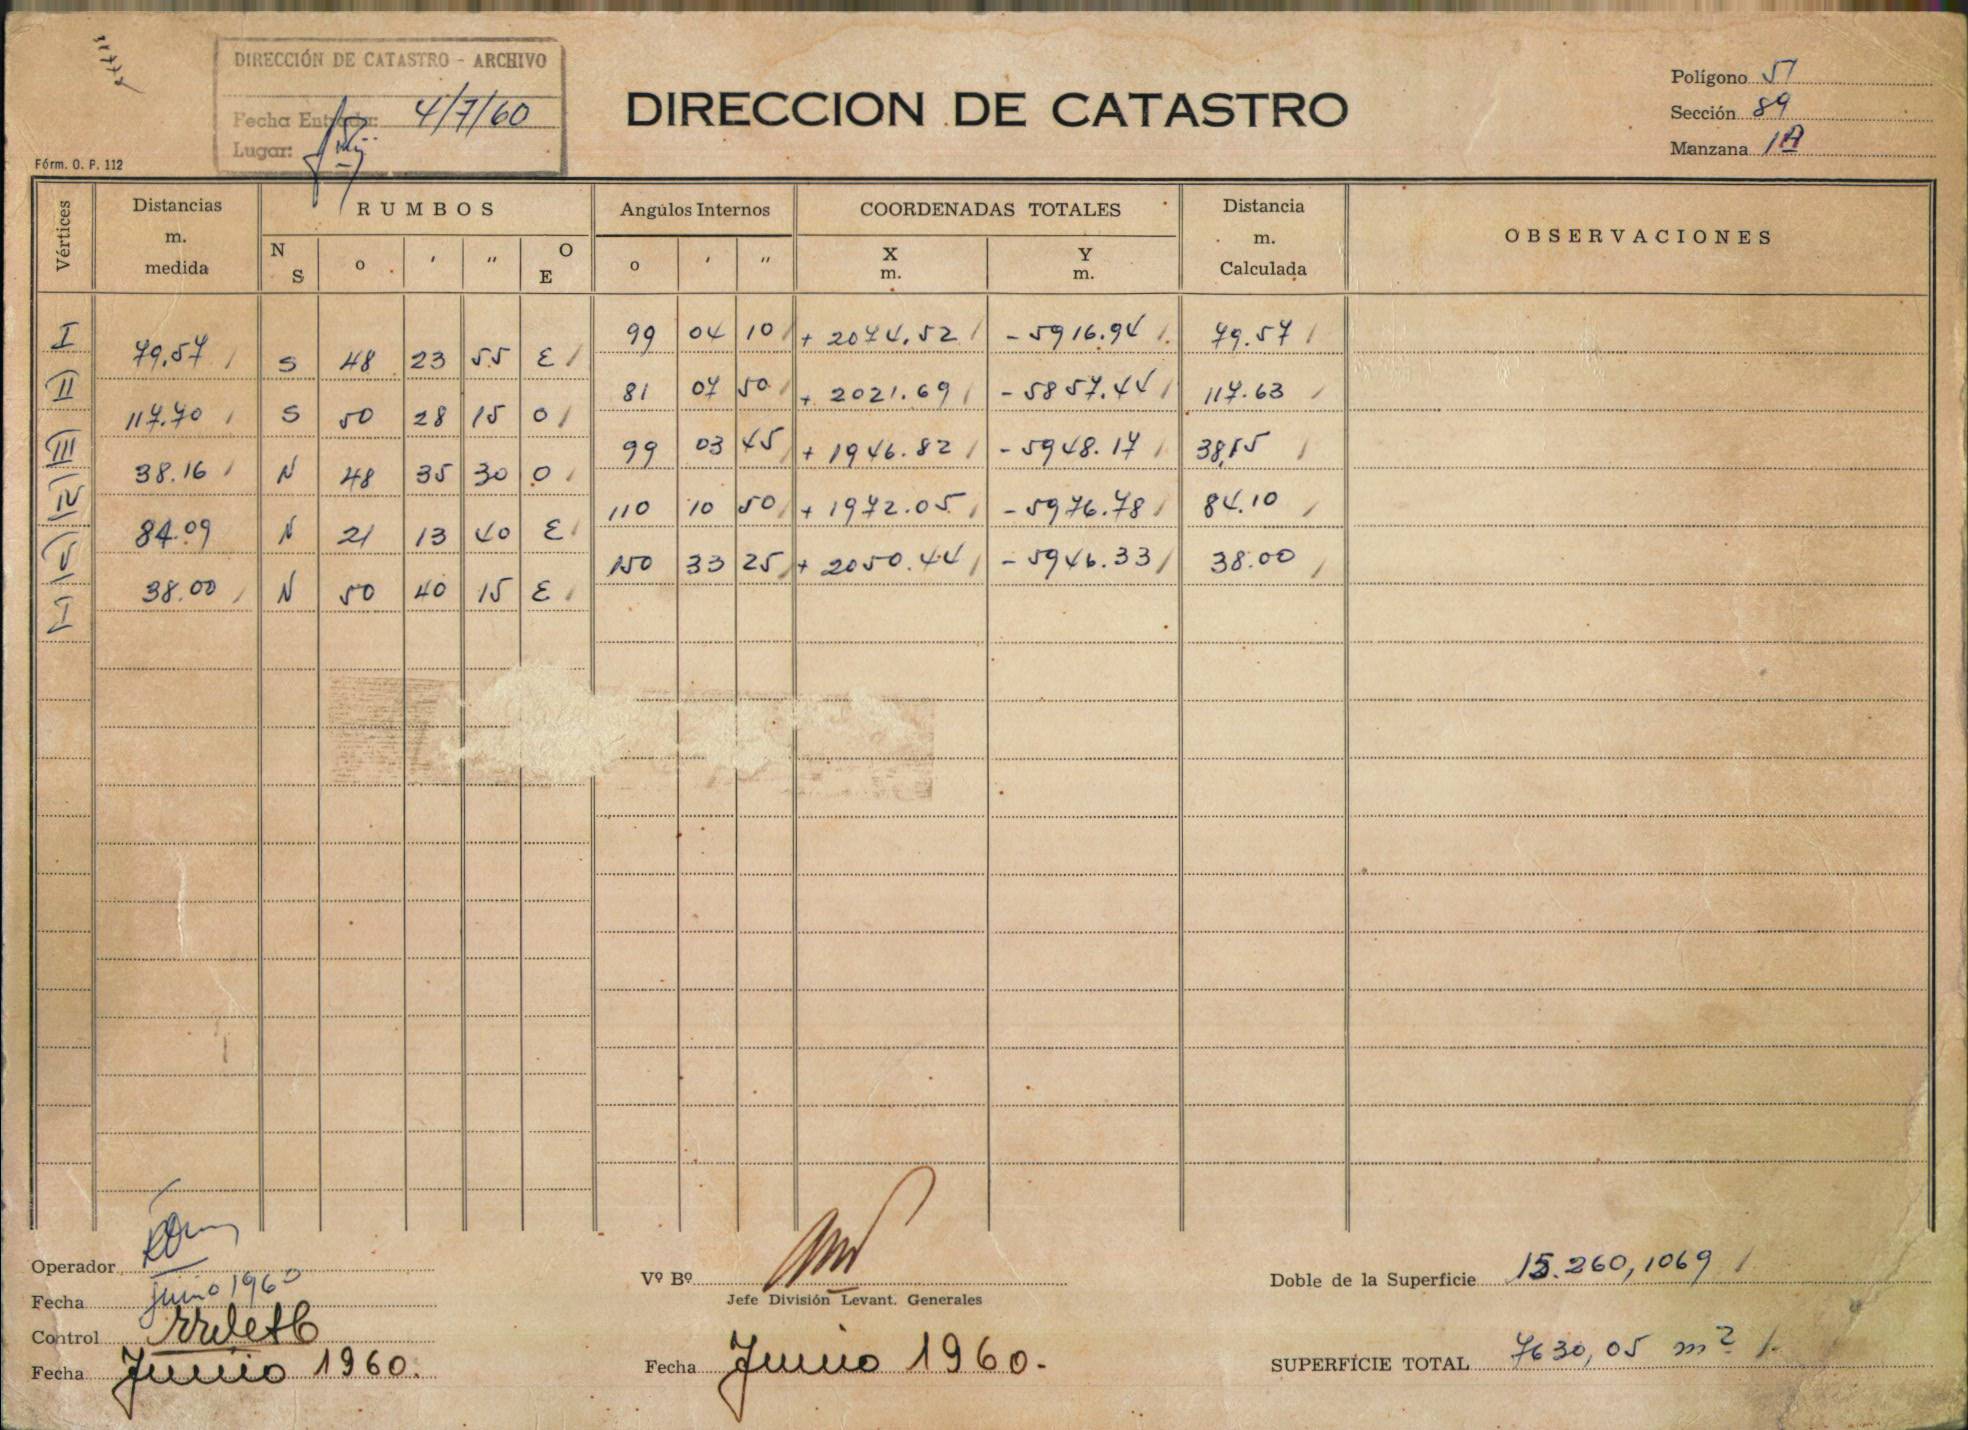 DIRECCIÓN DE CATASTRO - ARCHIVO
Fecha Entrada: 4/7/60
Lugar:
Fórm. O. P. 112
DIRECCION DE CATASTRO
Polígono 51
Sección 89
Manzana 1A
Vértices Distancias m. medida RUMBOS N S o ' " O E Angúlos Internos o ' " COORDENADAS TOTALES X m. Y m. Distancia m. Calculada OBSERVACIONES
I 99 04 10 + 2074.52 - 5916.94 79.57
79.57 S 48 23 55 E
II 81 07 50 + 2021.69 - 5857.44 117.63
117.70 S 50 28 15 O
III 99 03 45 + 1946.82 - 5948.17 38,15
38.16 N 48 35 30 O
IV 110 10 50 + 1972.05 - 5976.78 84.10
84.09 N 21 13 40 E
V 150 33 25 + 2050.44 - 5946.33 38.00
38.00 N 50 40 15 E
I
Operador
Fecha Junio 1960
Control
Fecha Junio 1960.
Vº Bº
Jefe División Levant. Generales
Fecha Junio 1960.-
Doble de la Superficie 15.260,1069
SUPERFICIE TOTAL 7630,05 m2